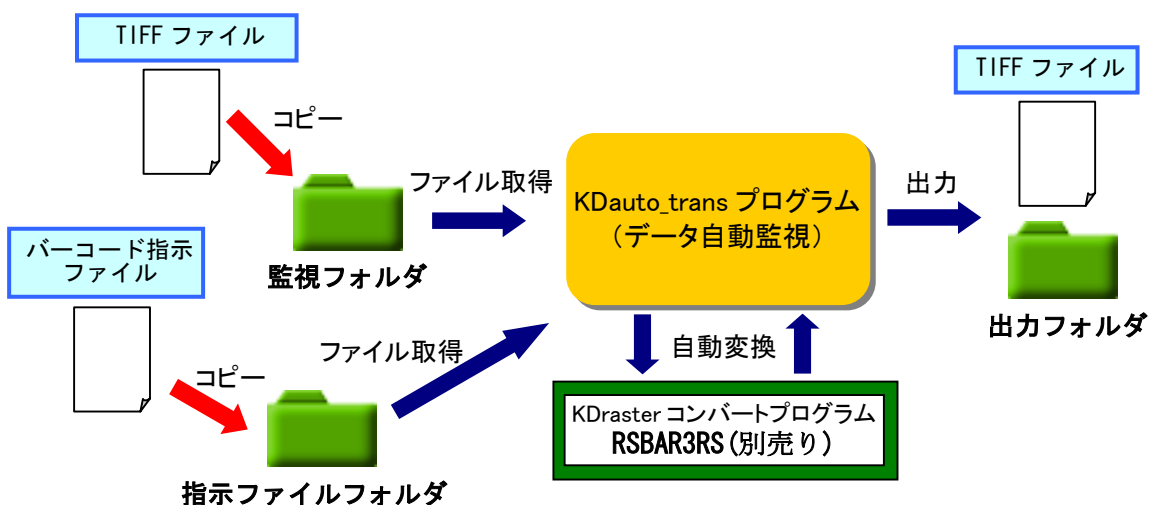 TIFF ファイル
コピー
監視フォルダ
ファイル取得
バーコード指示
ファイル
コピー
指示ファイルフォルダ
ファイル取得
KDauto_trans プログラム
(データ自動監視)
自動変換
KDraster コンバートプログラム
RSBAR3RS(別売り)
出力
TIFF ファイル
出力フォルダ